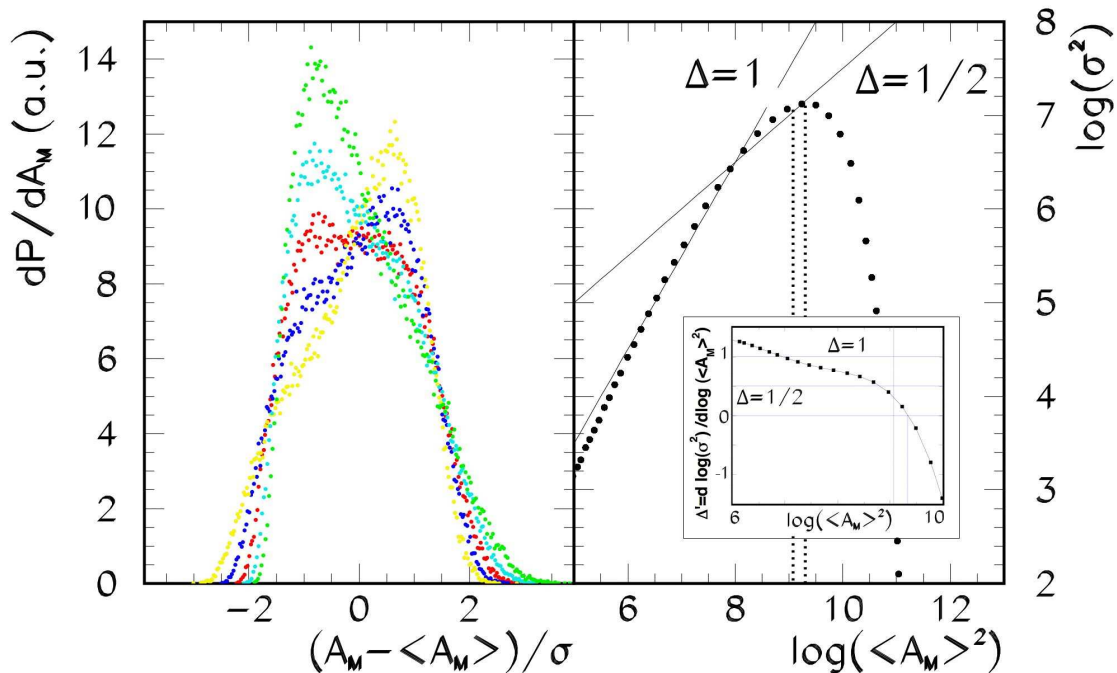 dP/dA_M (a.u.)
14
12
10
8
6
4
2
0
−2 0 2
(A_M−<A_M>)/σ
Δ=1
Δ=1/2
8
7
6
5
4
3
2
log(σ²)
6 8 10 12
log(<A_M>²)
Δ'=d log(σ²)/dlog(<A_M>²)
1
0
-1
Δ=1
Δ=1/2
6 10
log(<A_M>²)